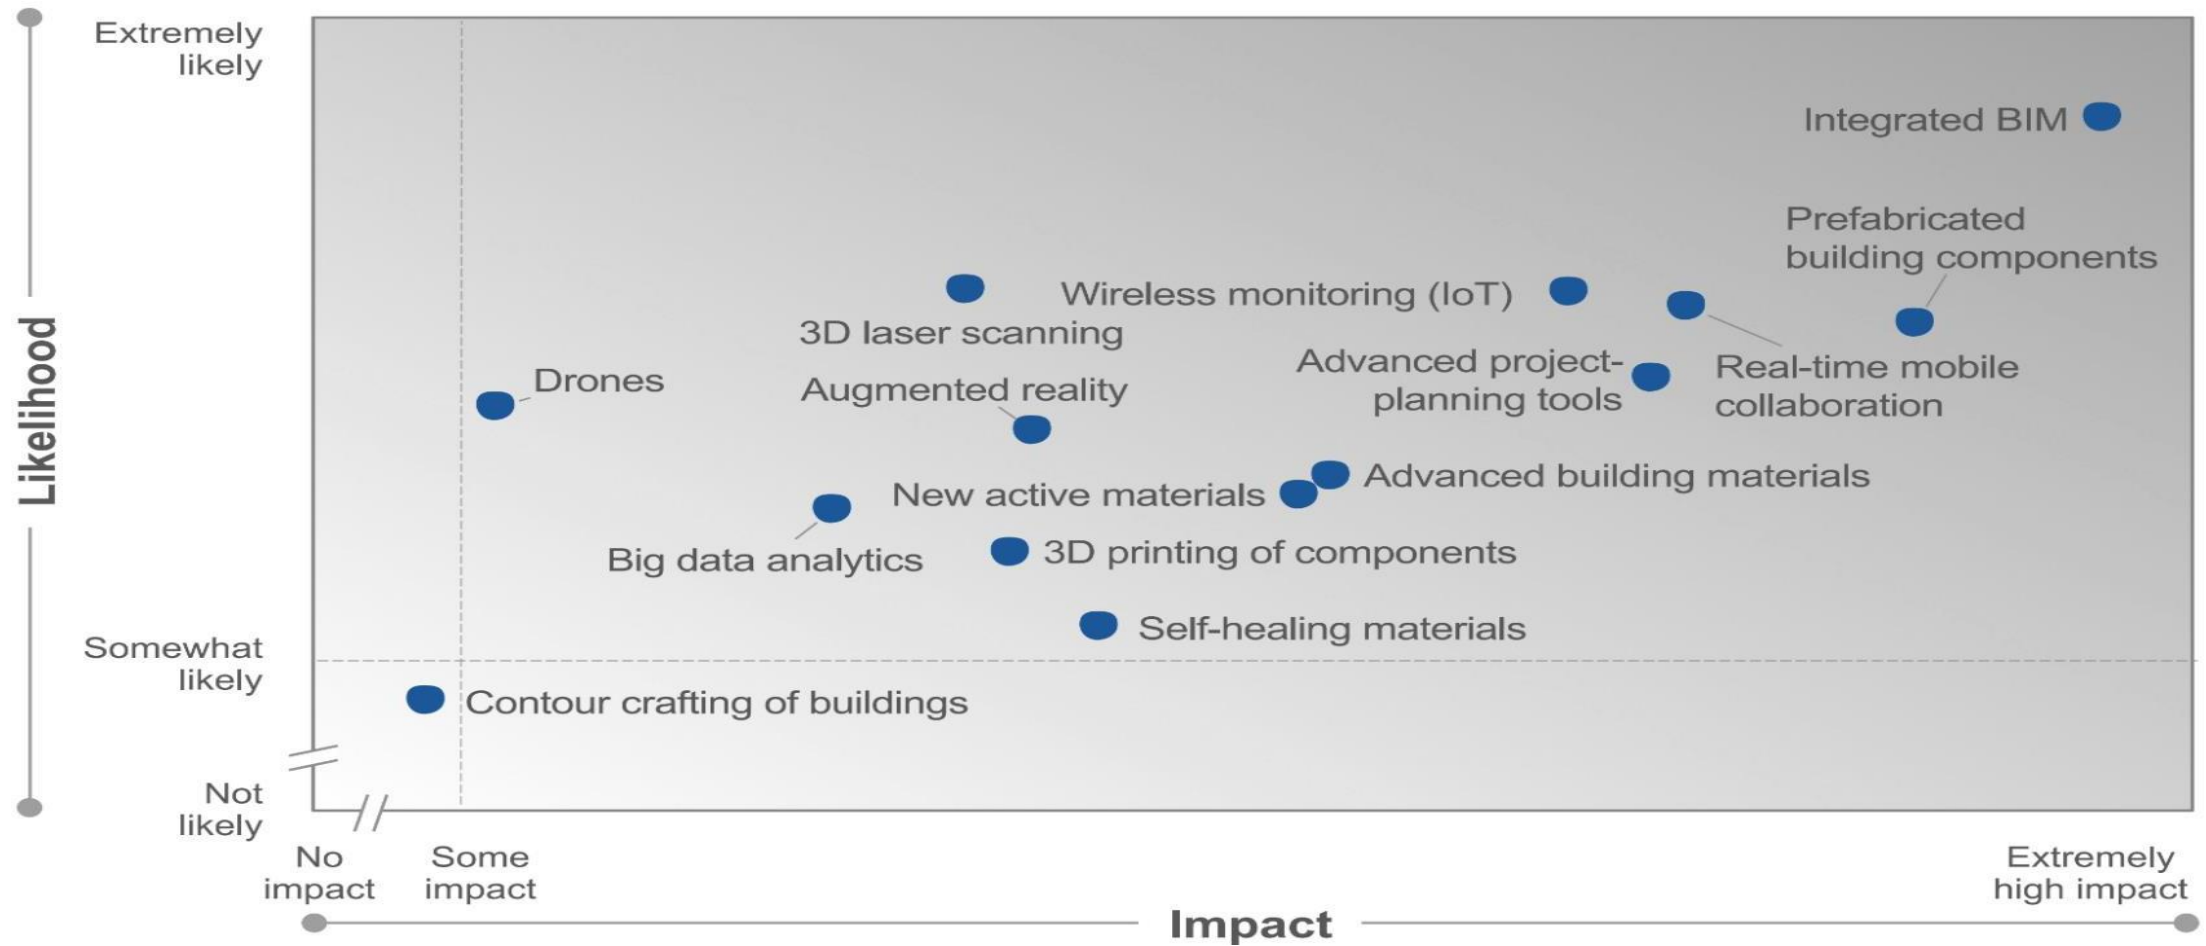 Extremely
likely
Integrated BIM
Prefabricated
building components
Wireless monitoring (IoT)
3D laser scanning
Advanced project-
planning tools
Real-time mobile
collaboration
Drones
Augmented reality
Likelihood
Advanced building materials
New active materials
Big data analytics
3D printing of components
Self-healing materials
Somewhat
likely
Contour crafting of buildings
Not
likely
No
impact
Some
impact
Extremely
high impact
Impact